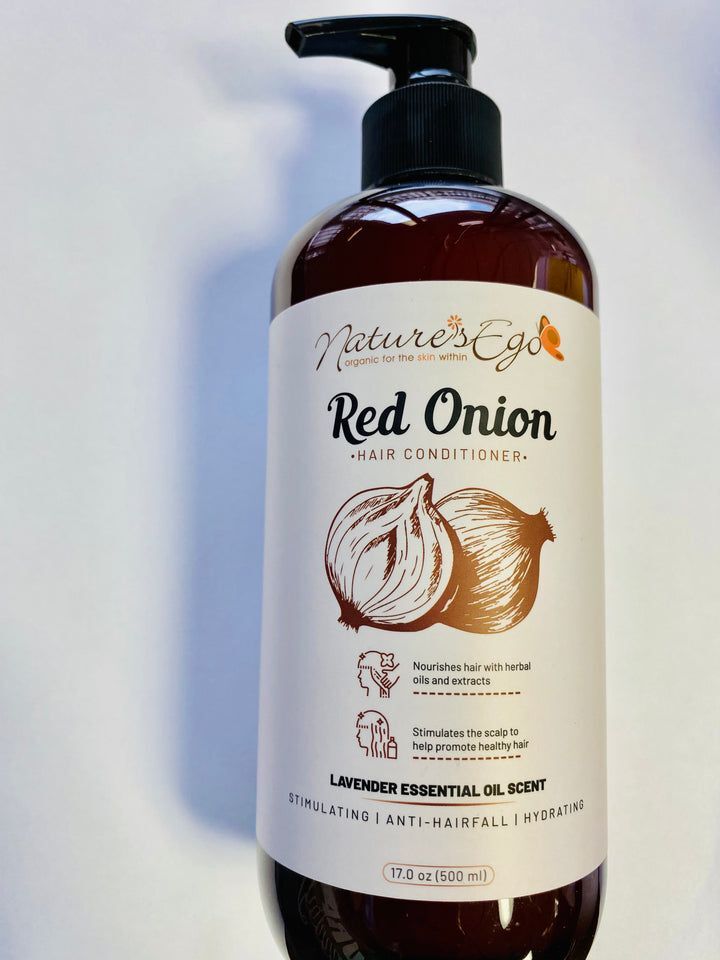 Nature's Ego
organic for the skin within
Red Onion
•HAIR CONDITIONER•
Nourishes hair with herbal
oils and extracts
Stimulates the scalp to
help promote healthy hair
LAVENDER ESSENTIAL OIL SCENT
STIMULATING | ANTI-HAIRFALL | HYDRATING
17.0 oz (500 ml)